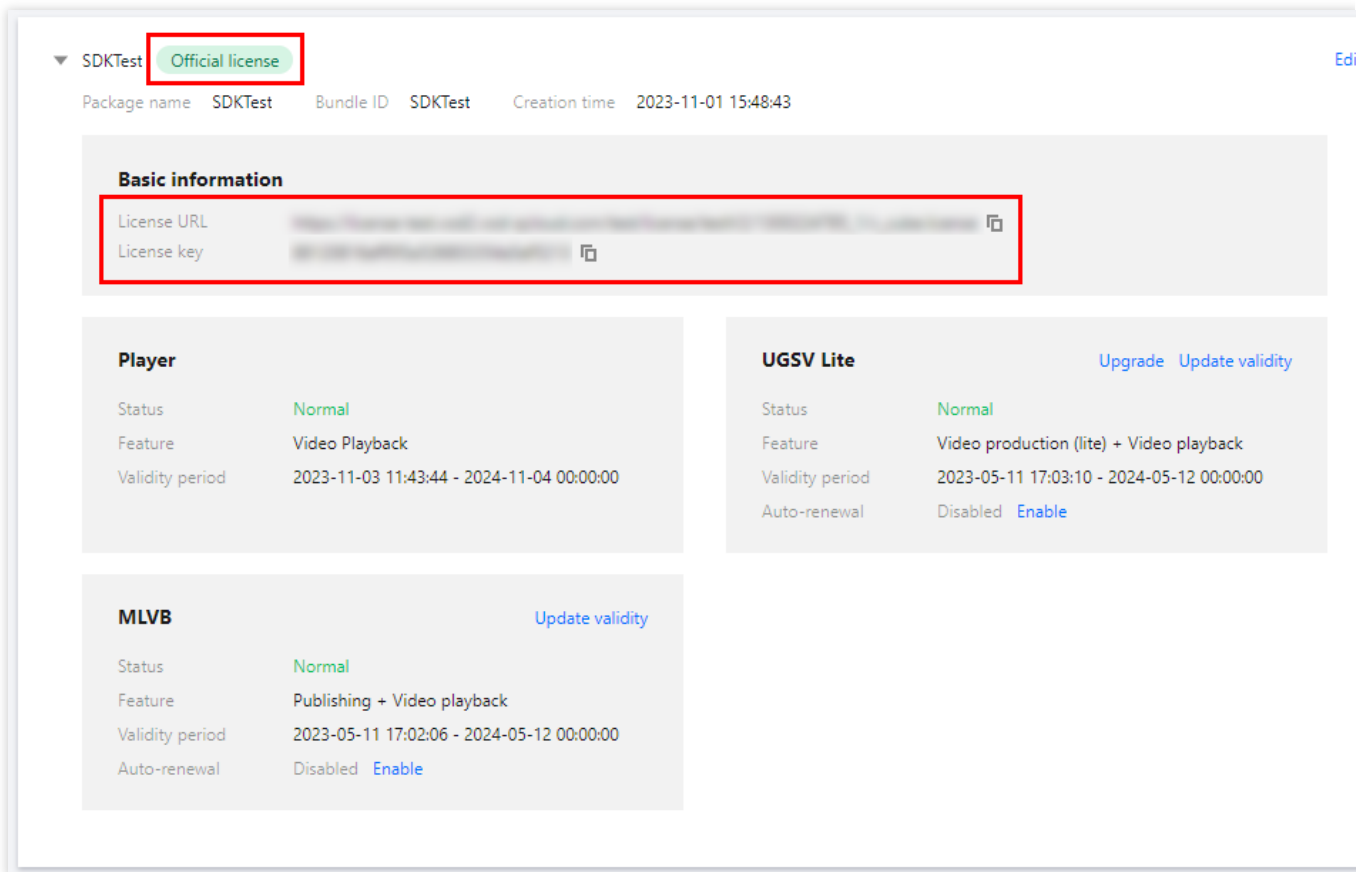 SDKTest Official license Edi
Package name SDKTest Bundle ID SDKTest Creation time 2023-11-01 15:48:43
Basic information
License URL
License key
Player
Status Normal
Feature Video Playback
Validity period 2023-11-03 11:43:44 - 2024-11-04 00:00:00
UGSV Lite Upgrade Update validity
Status Normal
Feature Video production (lite) + Video playback
Validity period 2023-05-11 17:03:10 - 2024-05-12 00:00:00
Auto-renewal Disabled Enable
MLVB Update validity
Status Normal
Feature Publishing + Video playback
Validity period 2023-05-11 17:02:06 - 2024-05-12 00:00:00
Auto-renewal Disabled Enable